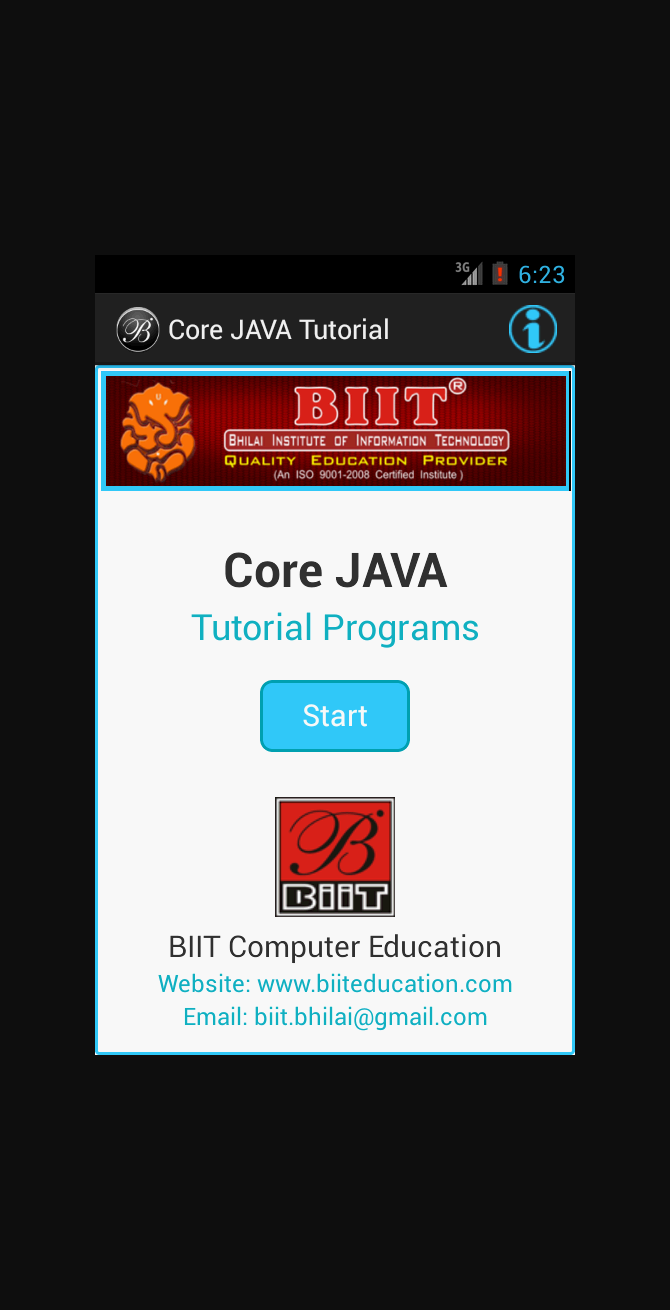 3G 6:23
B Core JAVA Tutorial i
BIIT®
BHILAI INSTITUTE OF INFORMATION TECHNOLOGY
QUALITY EDUCATION PROVIDER
(An ISO 9001-2008 Certified Institute)
Core JAVA
Tutorial Programs
Start
B
BiiT
BIIT Computer Education
Website: www.biiteducation.com
Email: biit.bhilai@gmail.com